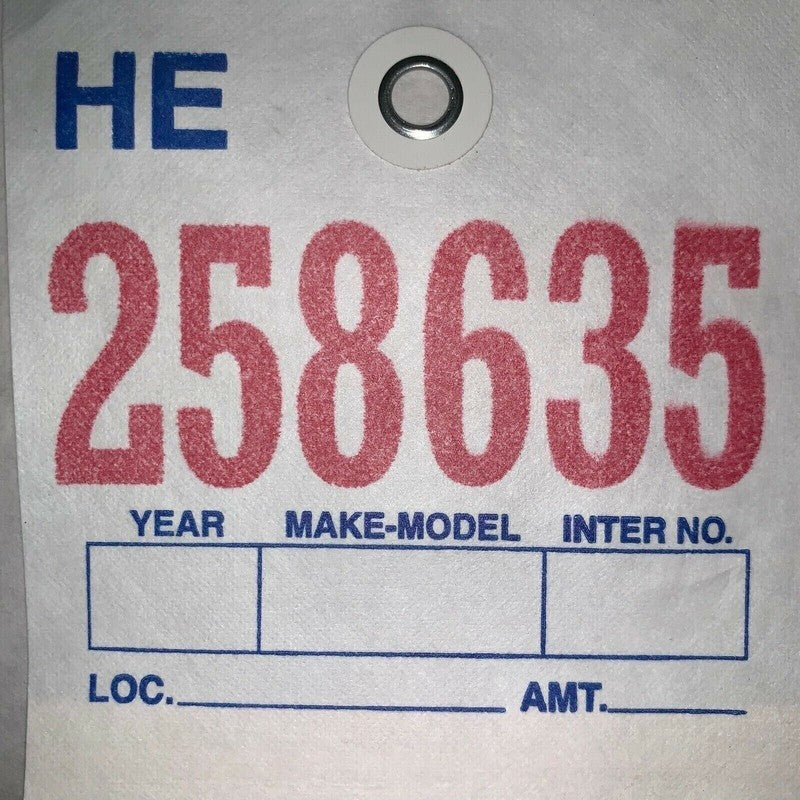 HE
258635
YEAR MAKE-MODEL INTER NO.
LOC. AMT.